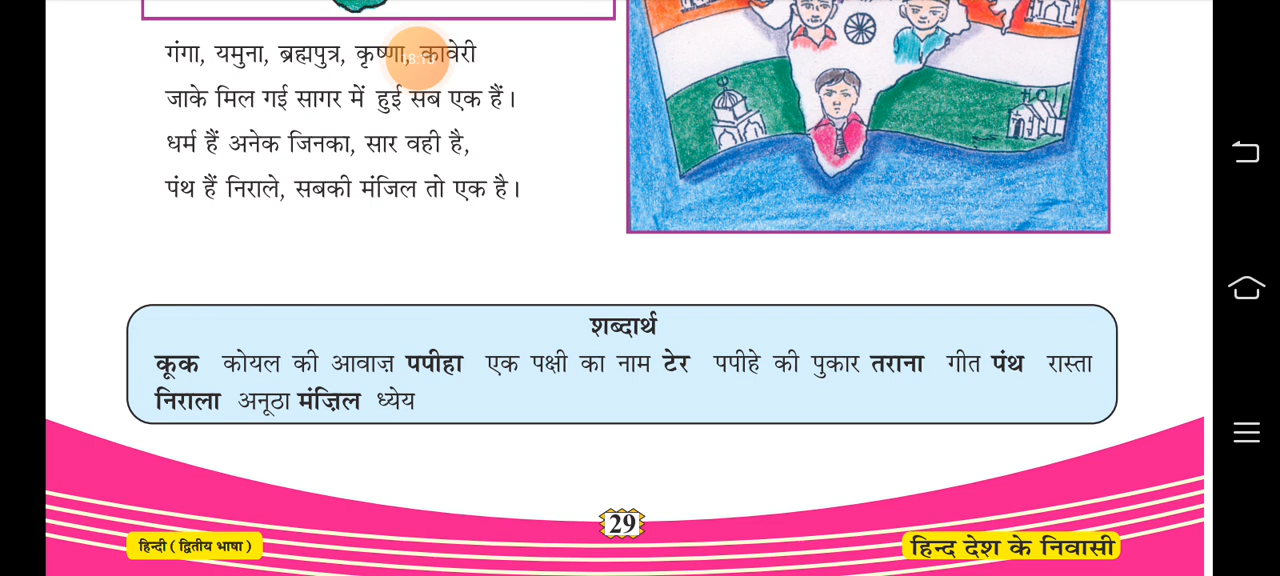 गंगा, यमुना, ब्रह्मपुत्र, कृष्णा, कावेरी
जाके मिल गई सागर में हुई सब एक हैं।
धर्म हैं अनेक जिनका, सार वही है,
पंथ हैं निराले, सबकी मंजिल तो एक है।
शब्दार्थ
कूक कोयल की आवाज़ पपीहा एक पक्षी का नाम टेर पपीहे की पुकार तराना गीत पंथ रास्ता
निराला अनूठा मंज़िल ध्येय
29
हिन्दी ( द्वितीय भाषा )
हिन्द देश के निवासी